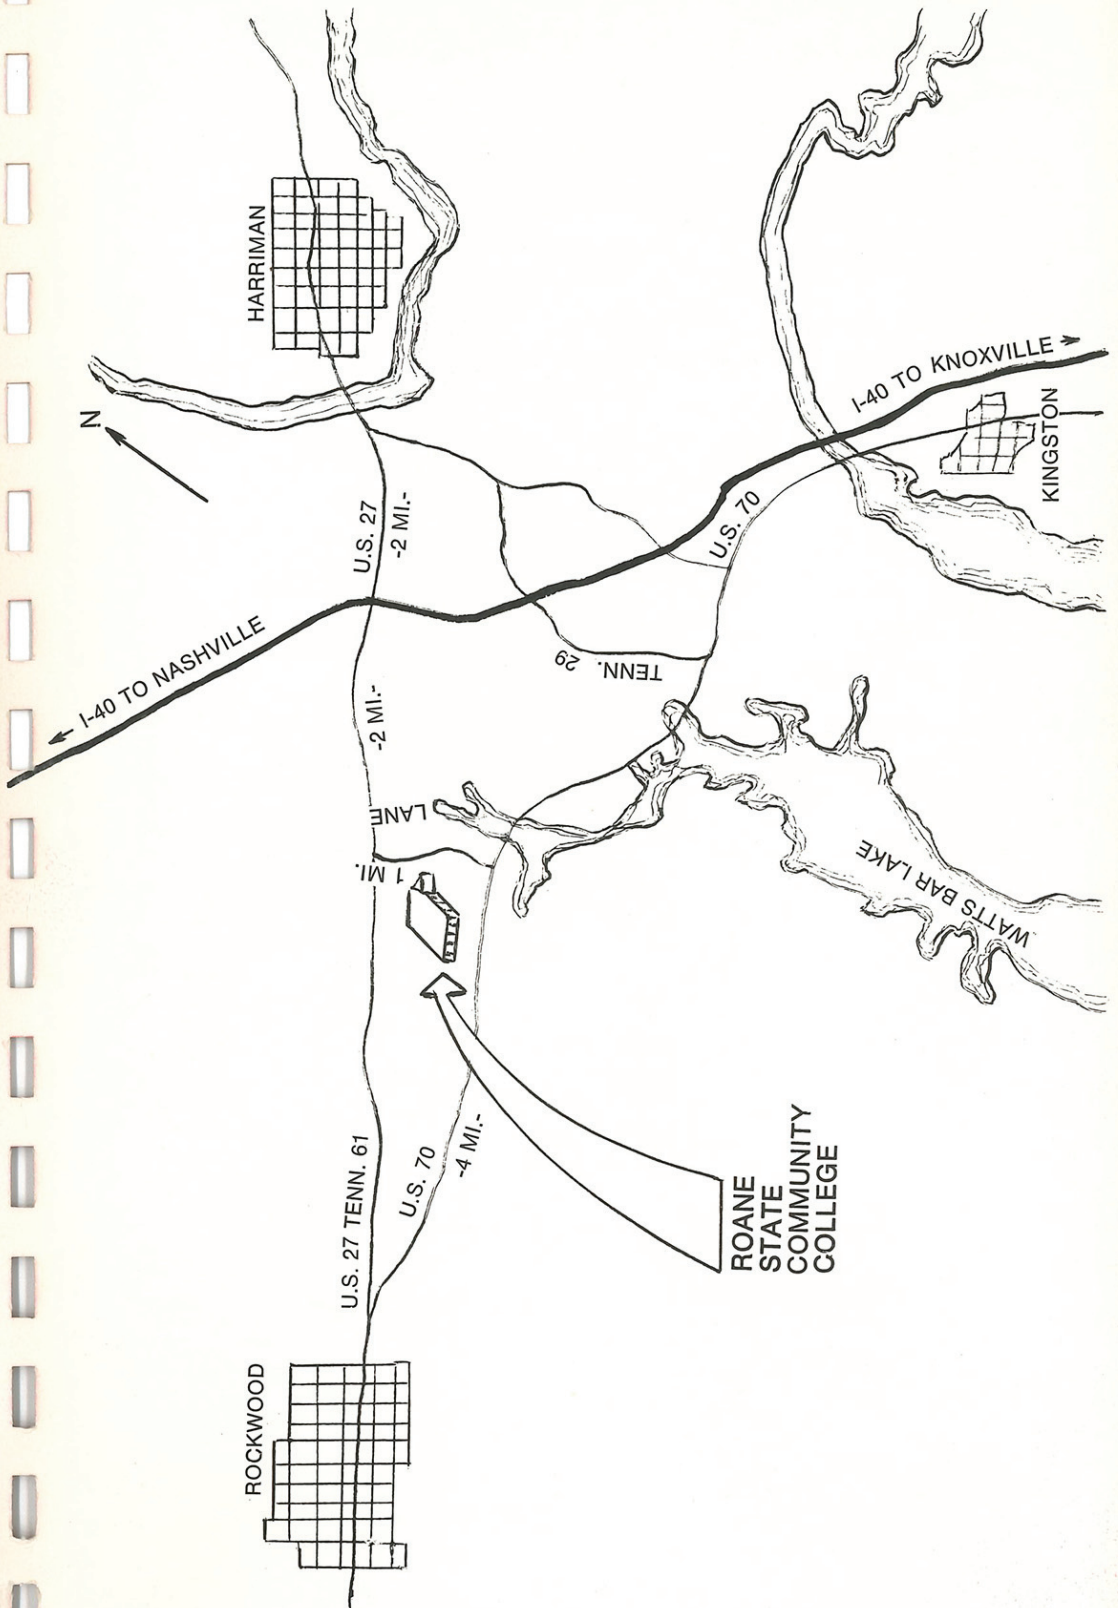 HARRIMAN
N
I-40 TO NASHVILLE
U.S. 27
-2 MI.-
-2 MI.-
I-40 TO KNOXVILLE
KINGSTON
U.S. 70
TENN. 29
LANE
1 MI.
WATTS BAR LAKE
U.S. 27 TENN. 61
U.S. 70
-4 MI.-
ROCKWOOD
ROANE
STATE
COMMUNITY
COLLEGE